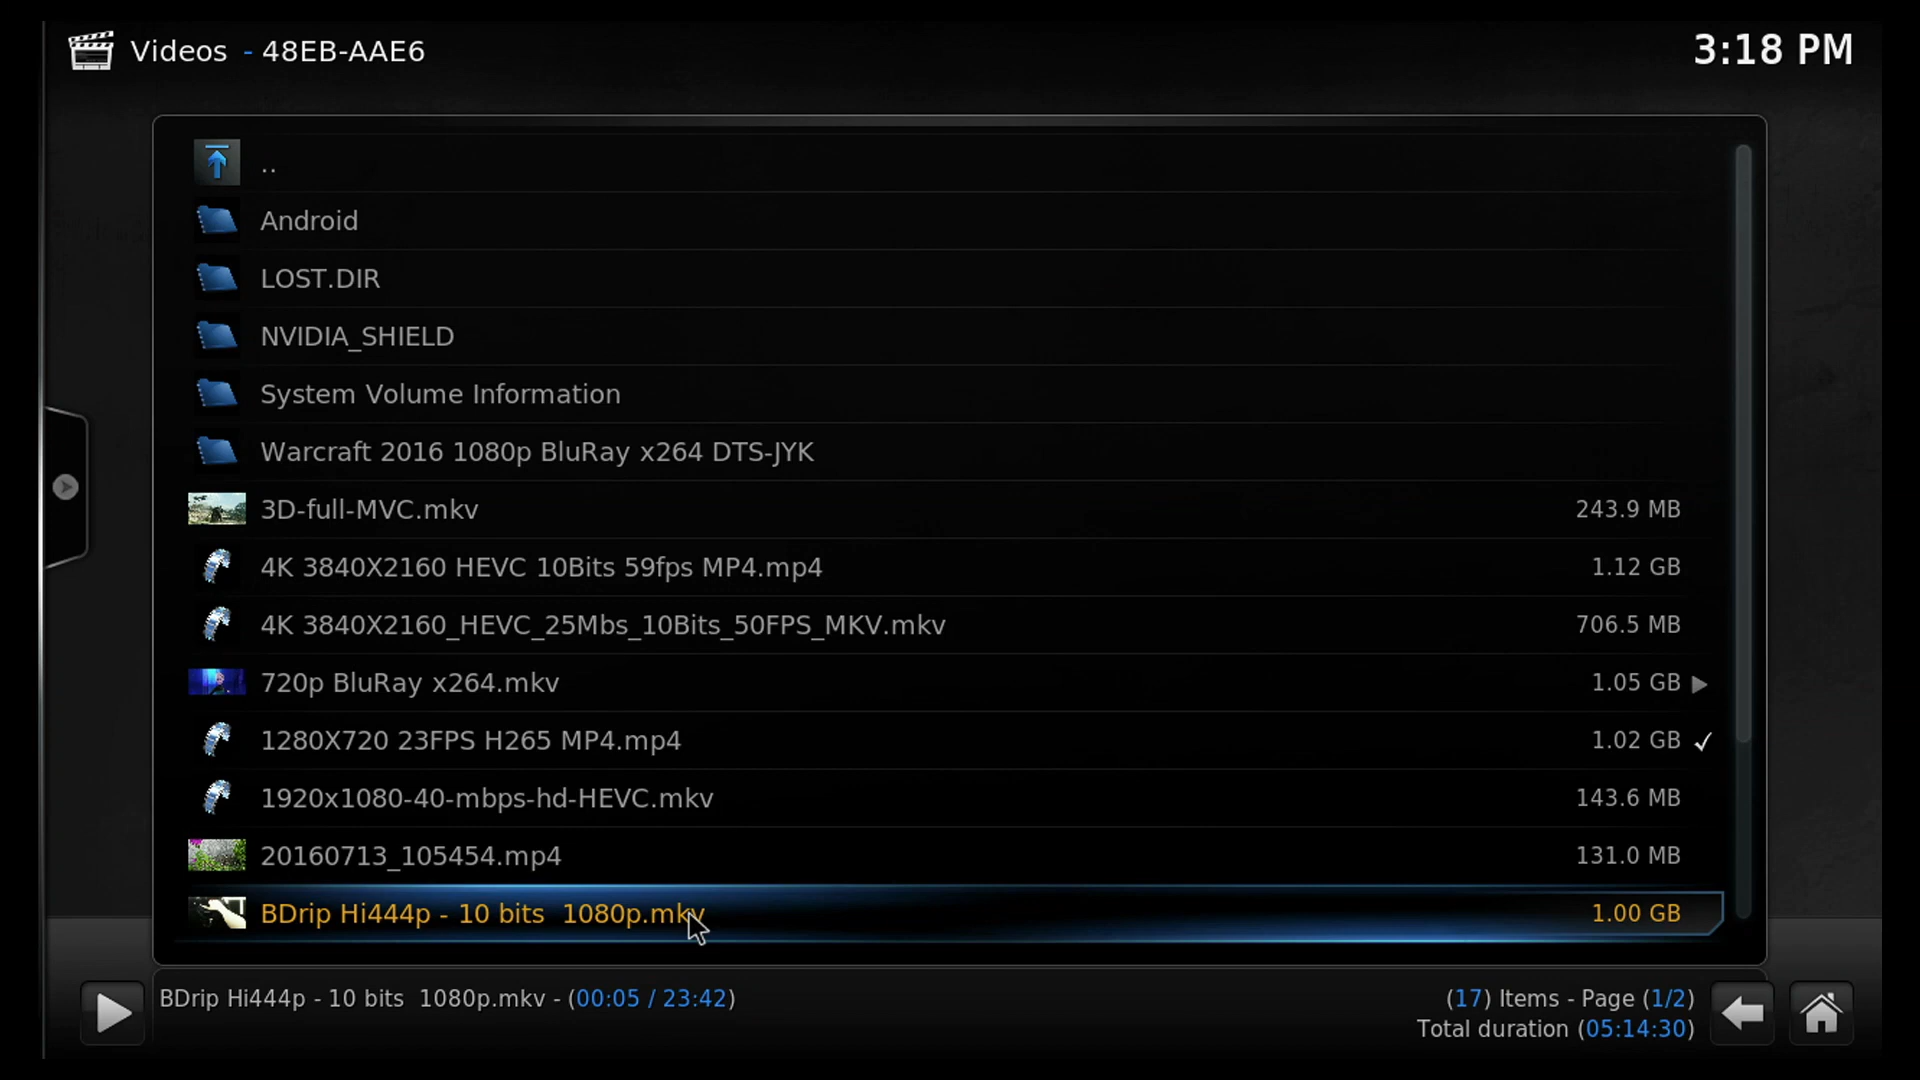 Videos - 48EB-AAE6
3:18 PM
..
Android
LOST.DIR
NVIDIA_SHIELD
System Volume Information
Warcraft 2016 1080p BluRay x264 DTS-JYK
3D-full-MVC.mkv 243.9 MB
4K 3840X2160 HEVC 10Bits 59fps MP4.mp4 1.12 GB
4K 3840X2160_HEVC_25Mbs_10Bits_50FPS_MKV.mkv 706.5 MB
720p BluRay x264.mkv 1.05 GB
1280X720 23FPS H265 MP4.mp4 1.02 GB
1920x1080-40-mbps-hd-HEVC.mkv 143.6 MB
20160713_105454.mp4 131.0 MB
BDrip Hi444p - 10 bits  1080p.mkv 1.00 GB
BDrip Hi444p - 10 bits  1080p.mkv - (00:05 / 23:42)
(17) Items - Page (1/2)
Total duration (05:14:30)